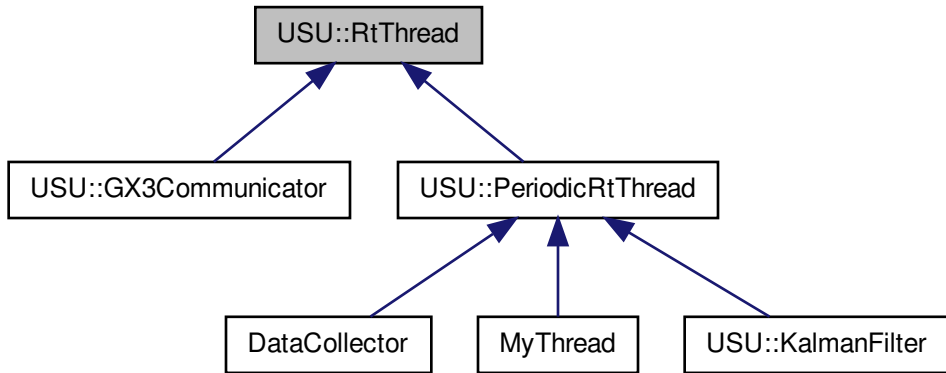 USU::RtThread
USU::GX3Communicator
USU::PeriodicRtThread
DataCollector
MyThread
USU::KalmanFilter